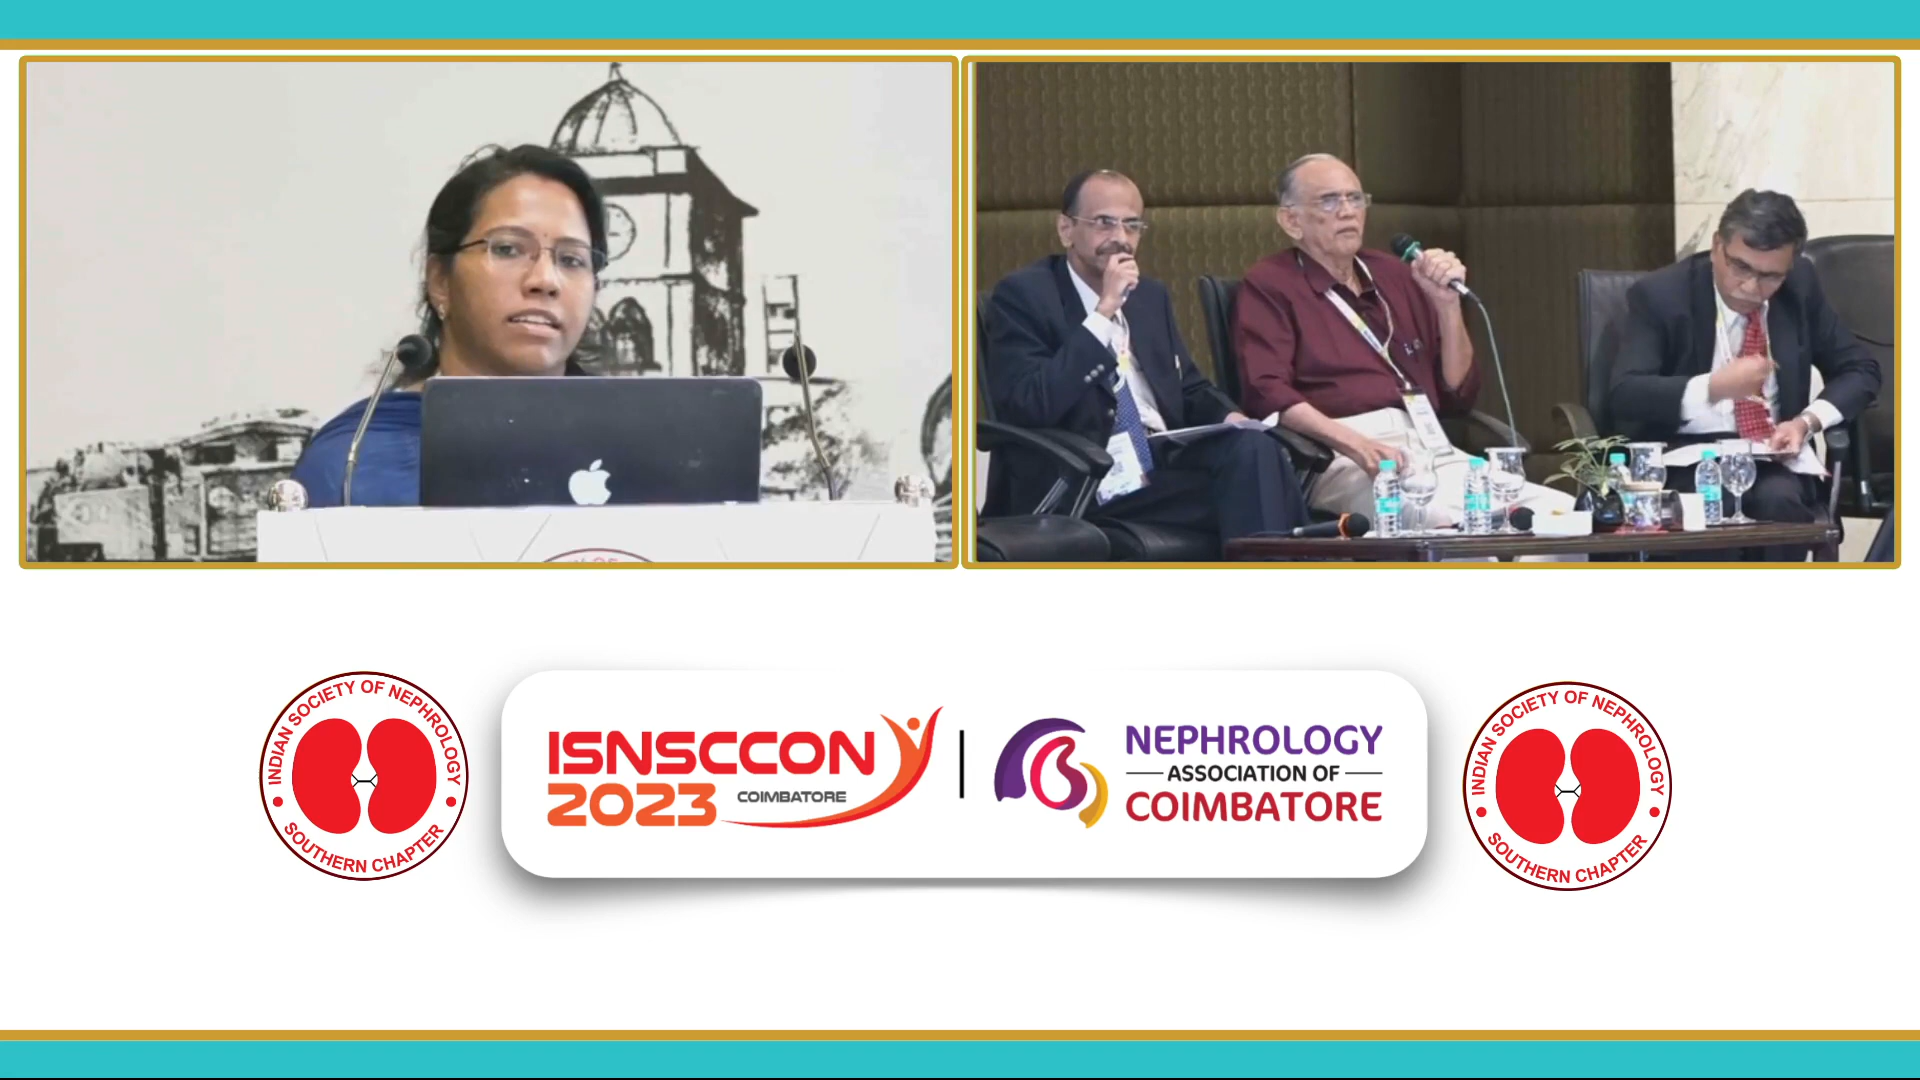 INDIAN SOCIETY OF NEPHROLOGY
SOUTHERN CHAPTER
ISNSCCON
2023 COIMBATORE
NEPHROLOGY
ASSOCIATION OF
COIMBATORE
INDIAN SOCIETY OF NEPHROLOGY
SOUTHERN CHAPTER